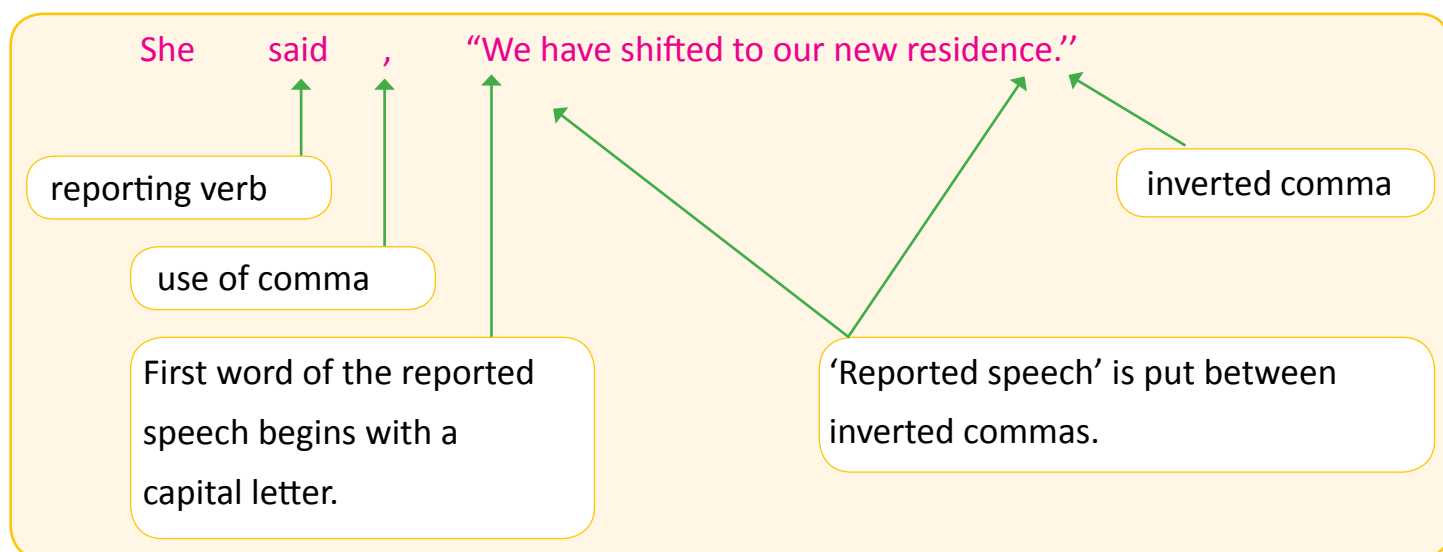 She said , “We have shifted to our new residence.’’
reporting verb
inverted comma
use of comma
First word of the reported
speech begins with a
capital letter.
‘Reported speech’ is put between
inverted commas.